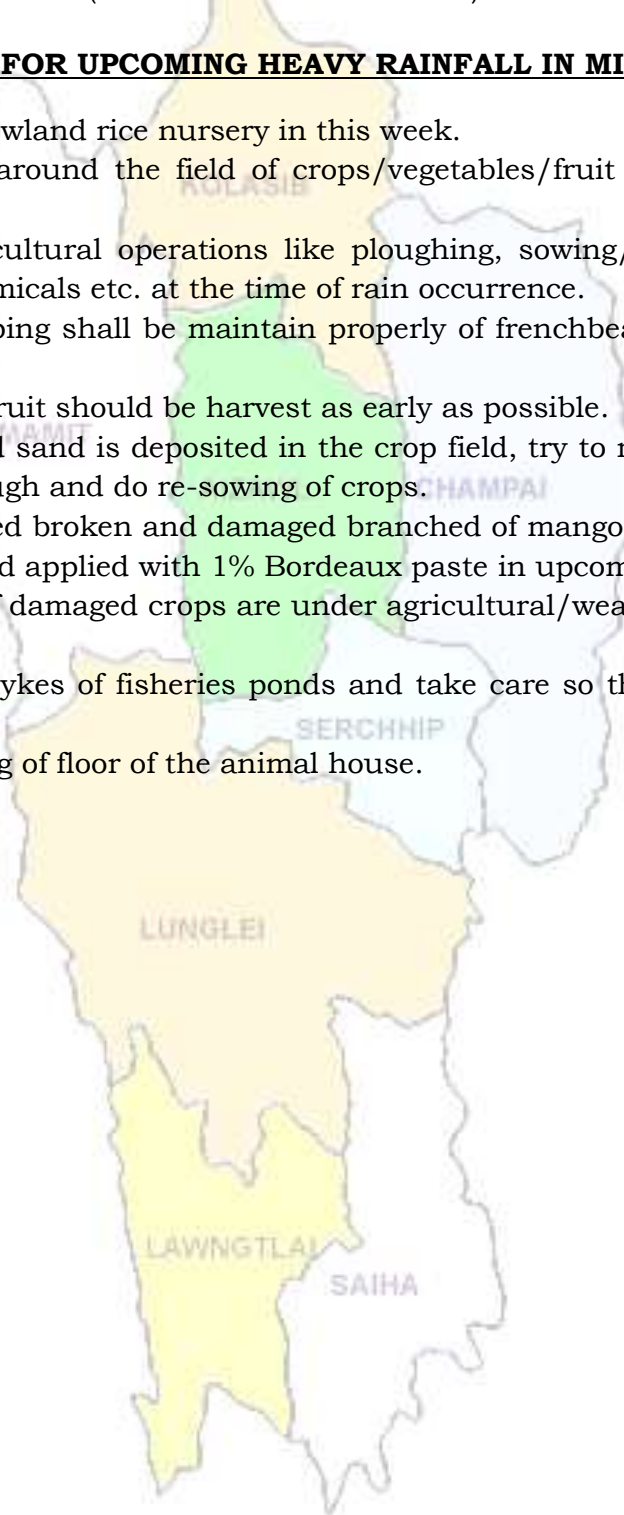 FOR UPCOMING HEAVY RAINFALL IN MI
wland rice nursery in this week.
around the field of crops/vegetables/fruit
KOLASIB
cultural operations like ploughing, sowing/
micals etc. at the time of rain occurrence.
ping shall be maintain properly of frenchbea
ruit should be harvest as early as possible.
MAMIT
d sand is deposited in the crop field, try to r
ugh and do re-sowing of crops.
CHAMPAI
ed broken and damaged branched of mango
d applied with 1% Bordeaux paste in upcom
f damaged crops are under agricultural/wea
ykes of fisheries ponds and take care so th
SERCHHIP
g of floor of the animal house.
LUNGLEI
LAWNGTLAI
SAIHA